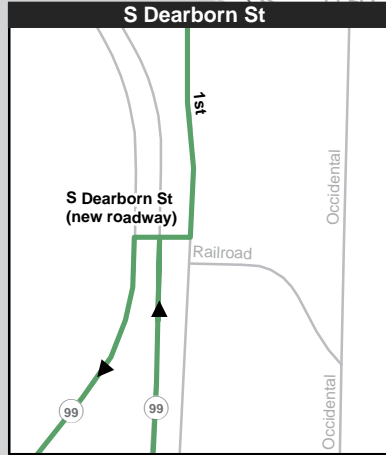 S Dearborn St
1st
S Dearborn St
(new roadway)
Occidental
Railroad
99
99
Occidental